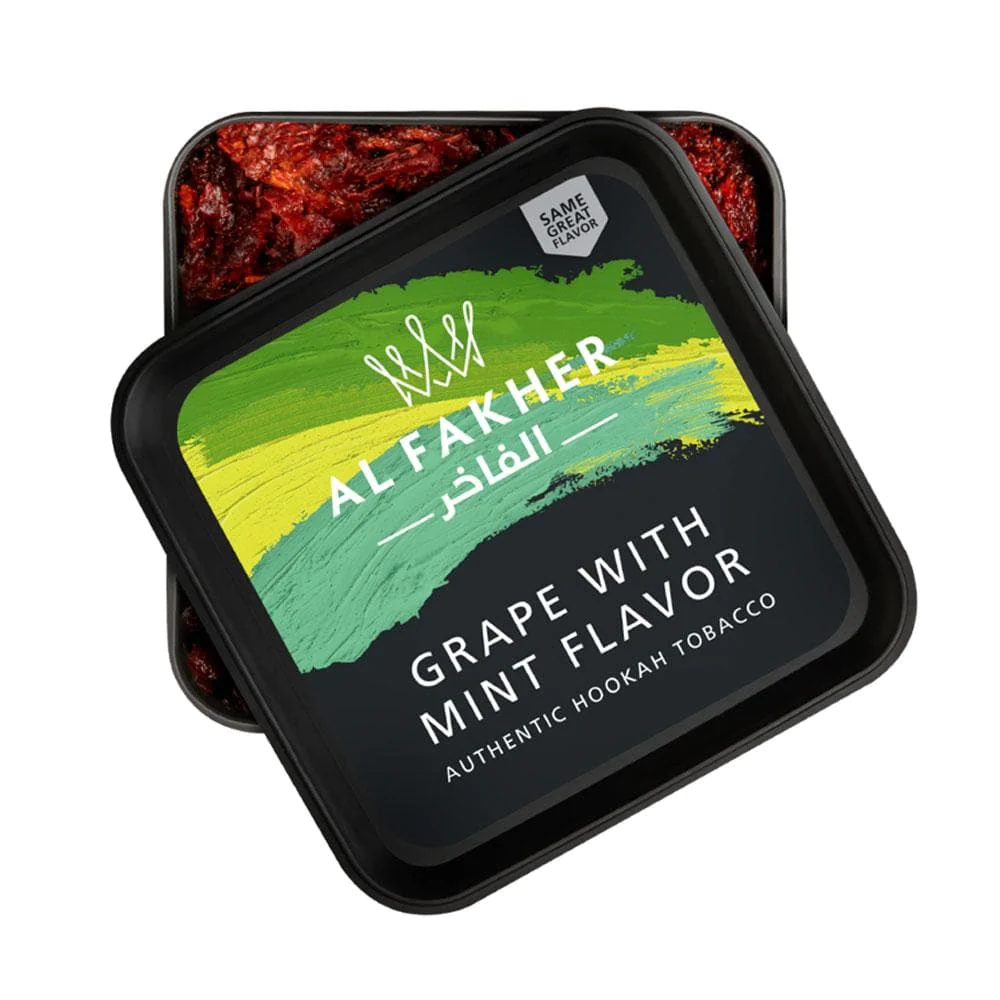 SAME
GREAT
FLAVOR
AL FAKHER
الفاخر
GRAPE WITH
MINT FLAVOR
AUTHENTIC HOOKAH TOBACCO